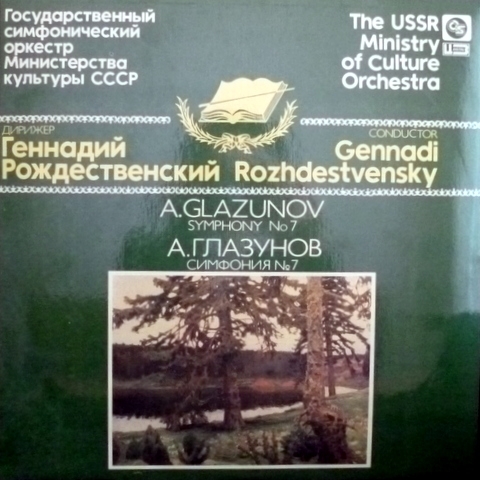 Государственный
симфонический
оркестр
Министерства
культуры СССР
The USSR
Ministry
of Culture
Orchestra
ДИРИЖЕР
Геннадий
Рождественский
CONDUCTOR
Gennadi
Rozhdestvensky
A.GLAZUNOV
SYMPHONY No 7
А.ГЛАЗУНОВ
СИМФОНИЯ №7